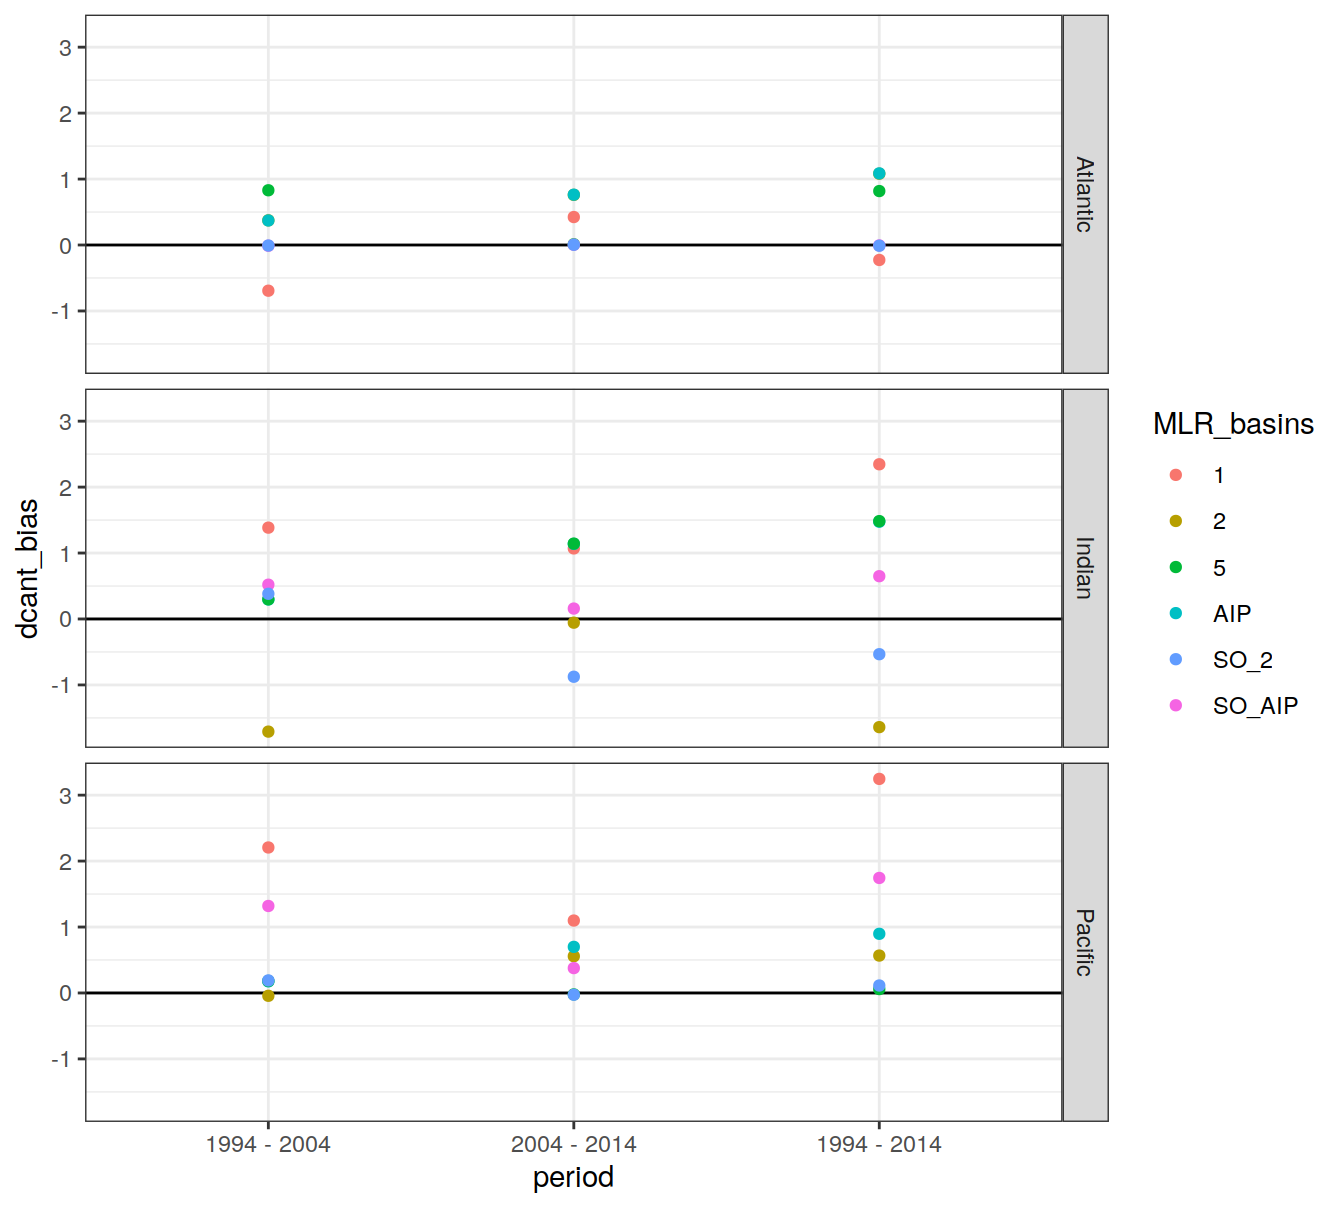 3
2
1
0
-1
Atlantic
3
2
1
0
-1
Indian
3
2
1
0
-1
Pacific
dcant_bias
1994 - 2004
2004 - 2014
1994 - 2014
period
MLR_basins
1
2
5
AIP
SO_2
SO_AIP